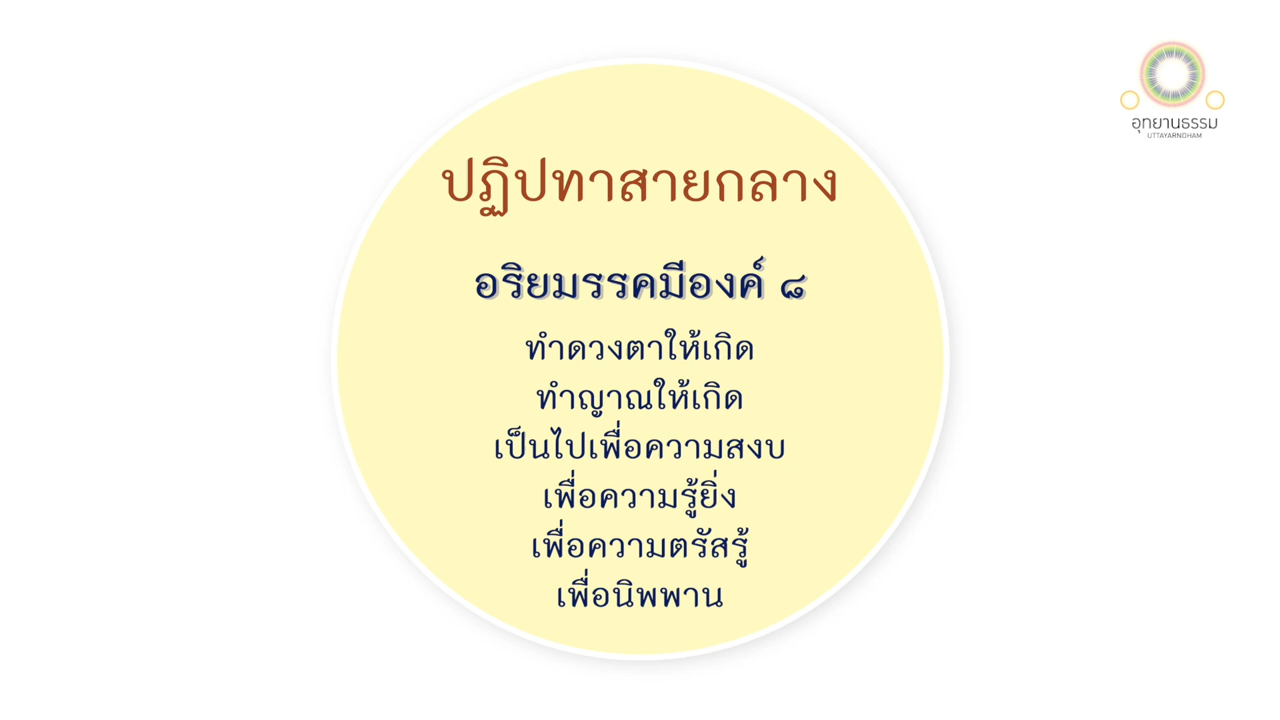 อุทยานธรรม
UTTAYARNDHAM
ปฏิปทาสายกลาง
อริยมรรคมีองค์ ๘
ทำดวงตาให้เกิด
ทำญาณให้เกิด
เป็นไปเพื่อความสงบ
เพื่อความรู้ยิ่ง
เพื่อความตรัสรู้
เพื่อนิพพาน